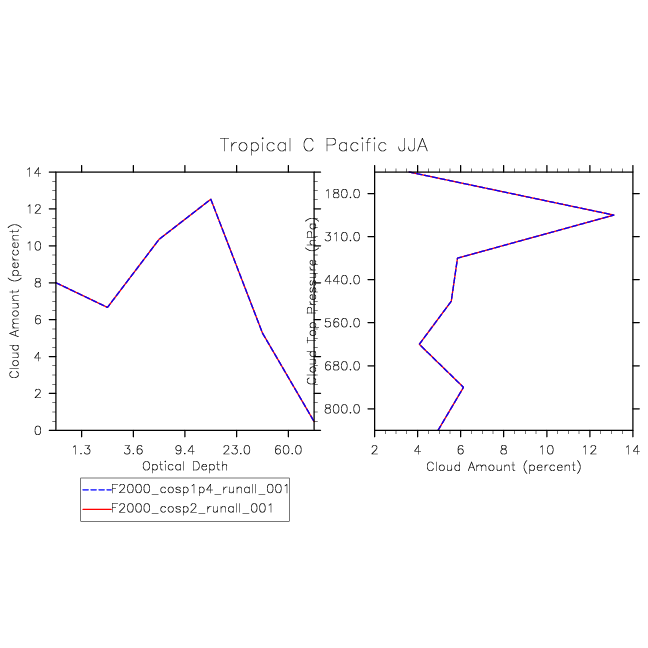 Tropical C Pacific JJA
Cloud Amount (percent)
14
12
10
8
6
4
2
0
1.3 3.6 9.4 23.0 60.0
Optical Depth
Cloud Top Pressure (hPa)
180.0
310.0
440.0
560.0
680.0
800.0
2 4 6 8 10 12 14
Cloud Amount (percent)
F2000_cosp1p4_runall_001
F2000_cosp2_runall_001